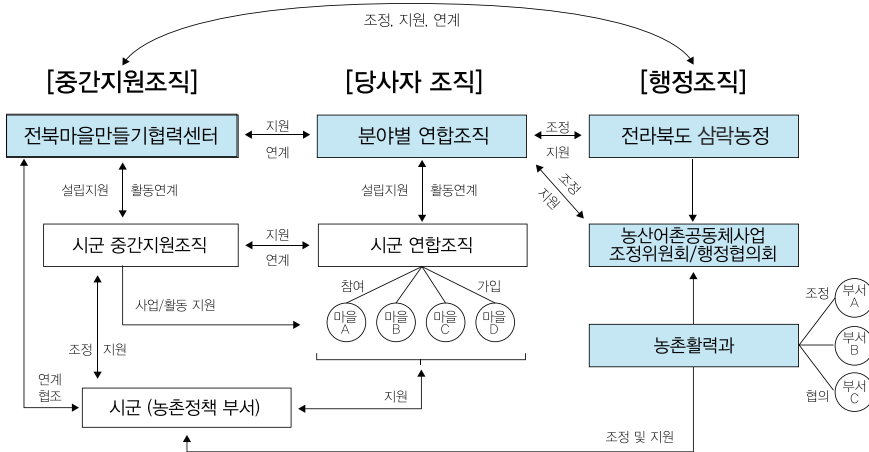 조정, 지원, 연계
[중간지원조직]
[당사자 조직]
[행정조직]
전북마을만들기협력센터
지원
연계
분야별 연합조직
조정
지원
전라북도 삼락농정
설립지원
활동연계
설립지원
활동연계
조정
지원
시군 중간지원조직
지원
연계
시군 연합조직
농산어촌공동체사업
조정위원회/행정협의회
참여
가입
사업/활동 지원
마을
A
마을
B
마을
C
마을
D
조정
부서
A
농촌활력과
부서
B
조정
지원
협의
부서
C
연계
협조
시군 (농촌정책 부서)
지원
조정 및 지원